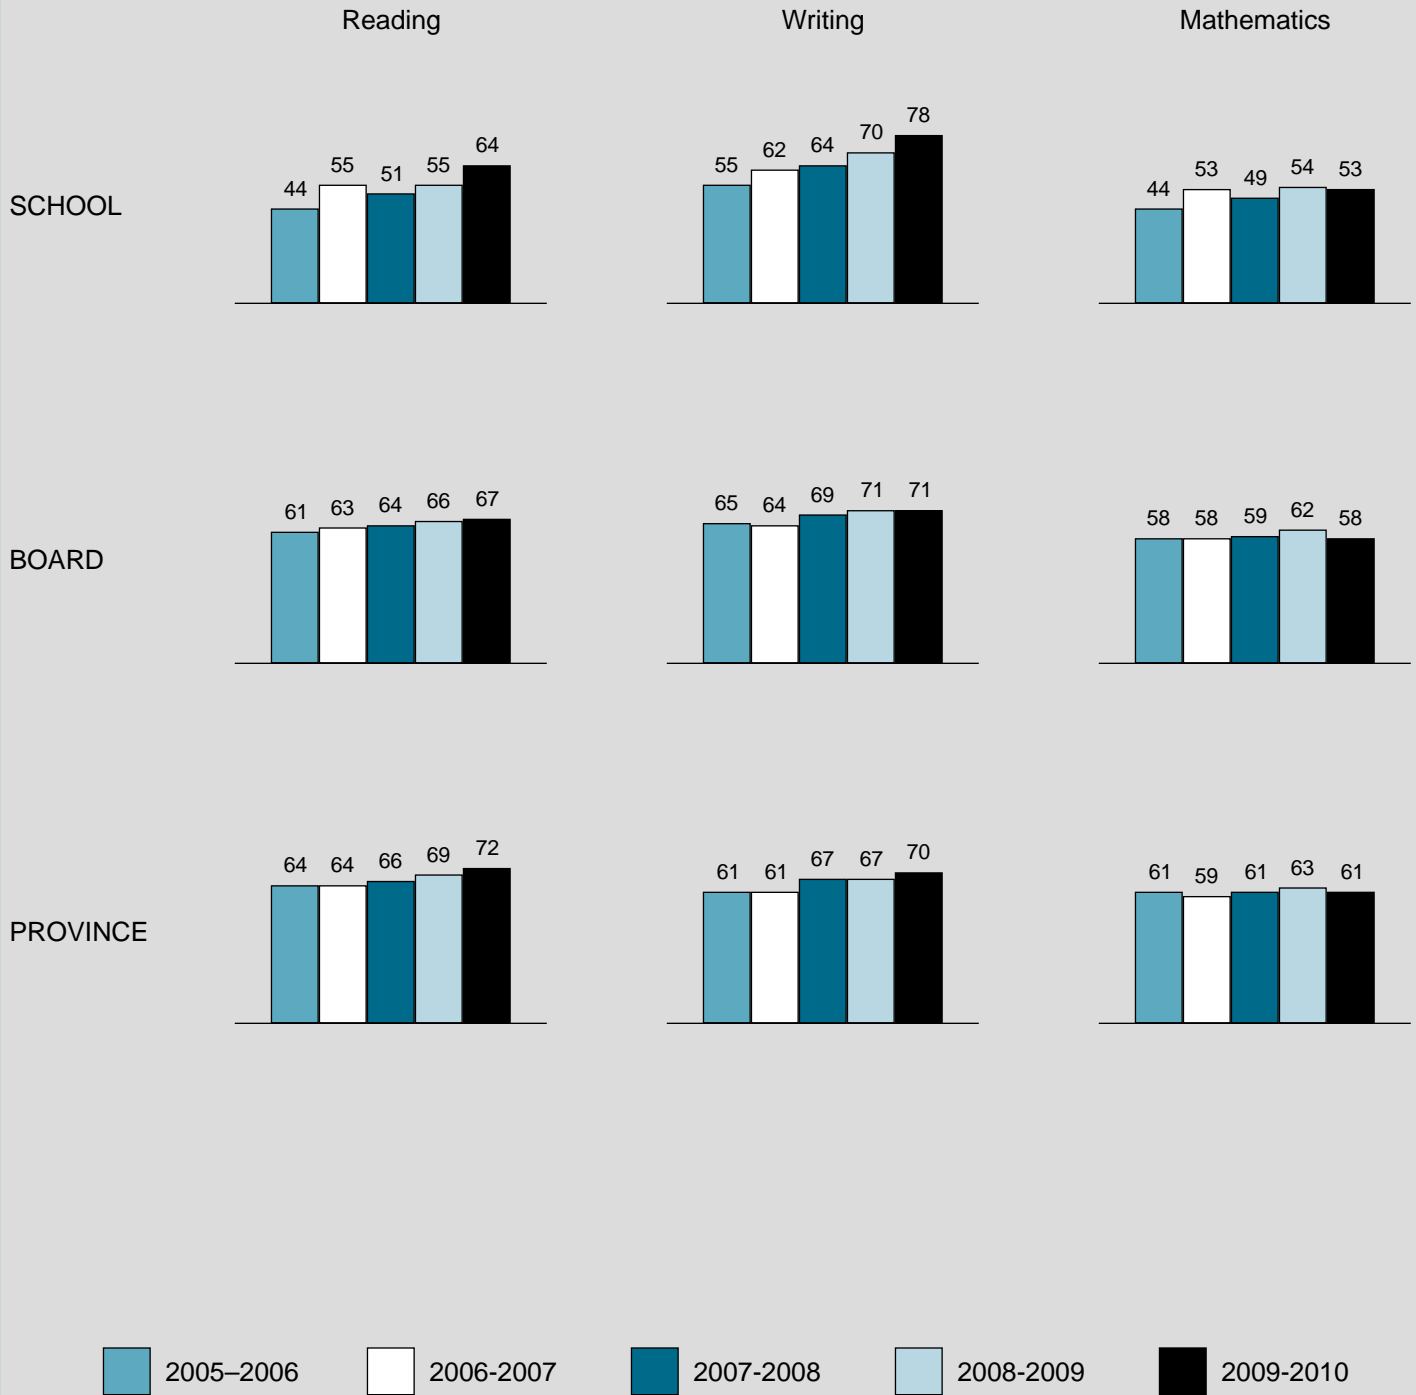 Reading Writing Mathematics
SCHOOL
44 55 51 55 64
55 62 64 70 78
44 53 49 54 53
BOARD
61 63 64 66 67
65 64 69 71 71
58 58 59 62 58
PROVINCE
64 64 66 69 72
61 61 67 67 70
61 59 61 63 61
2005–2006 2006-2007 2007-2008 2008-2009 2009-2010